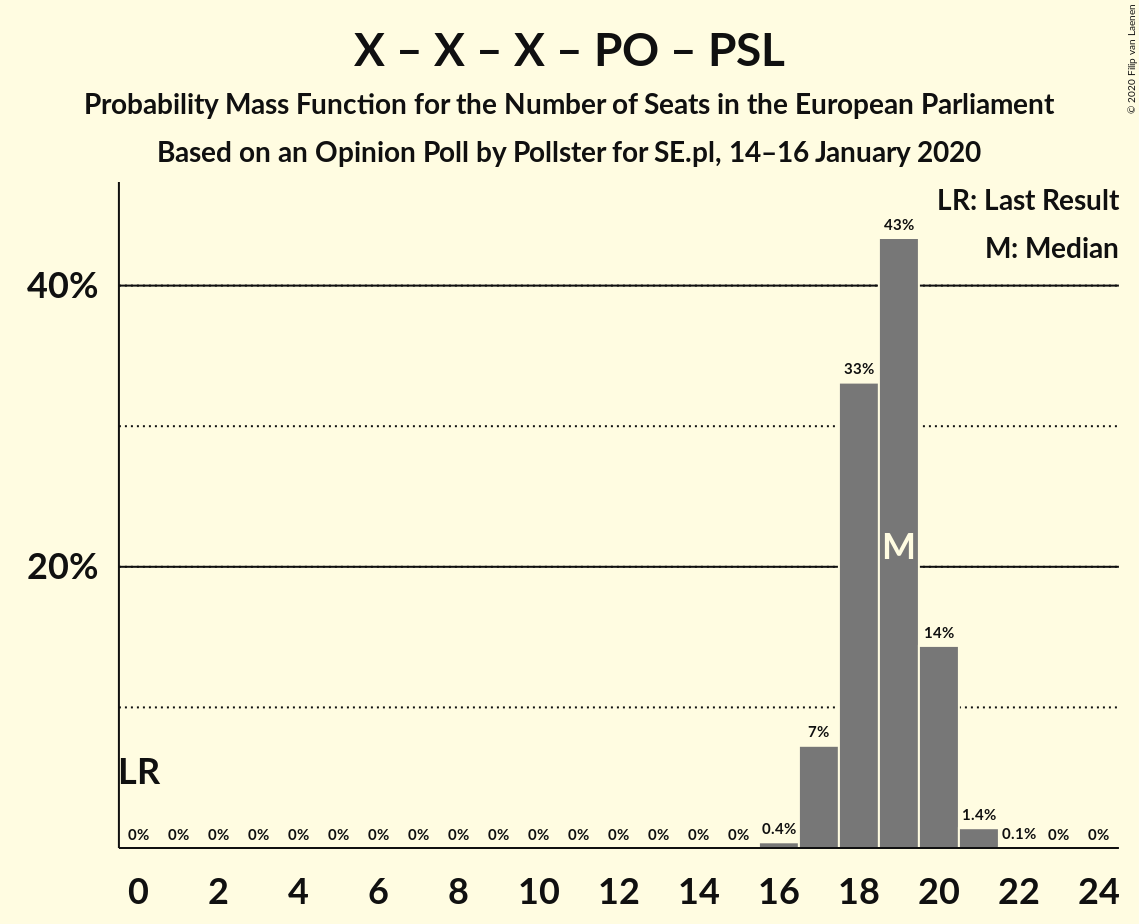 X – X – X – PO – PSL
Probability Mass Function for the Number of Seats in the European Parliament
Based on an Opinion Poll by Pollster for SE.pl, 14–16 January 2020
© 2020 Filip van Laenen
LR: Last Result
M: Median
43%
40%
33%
M
20%
14%
7%
LR
1.4%
0% 0% 0% 0% 0% 0% 0% 0% 0% 0% 0% 0% 0% 0% 0% 0% 0.4% 0.1% 0% 0%
0 2 4 6 8 10 12 14 16 18 20 22 24